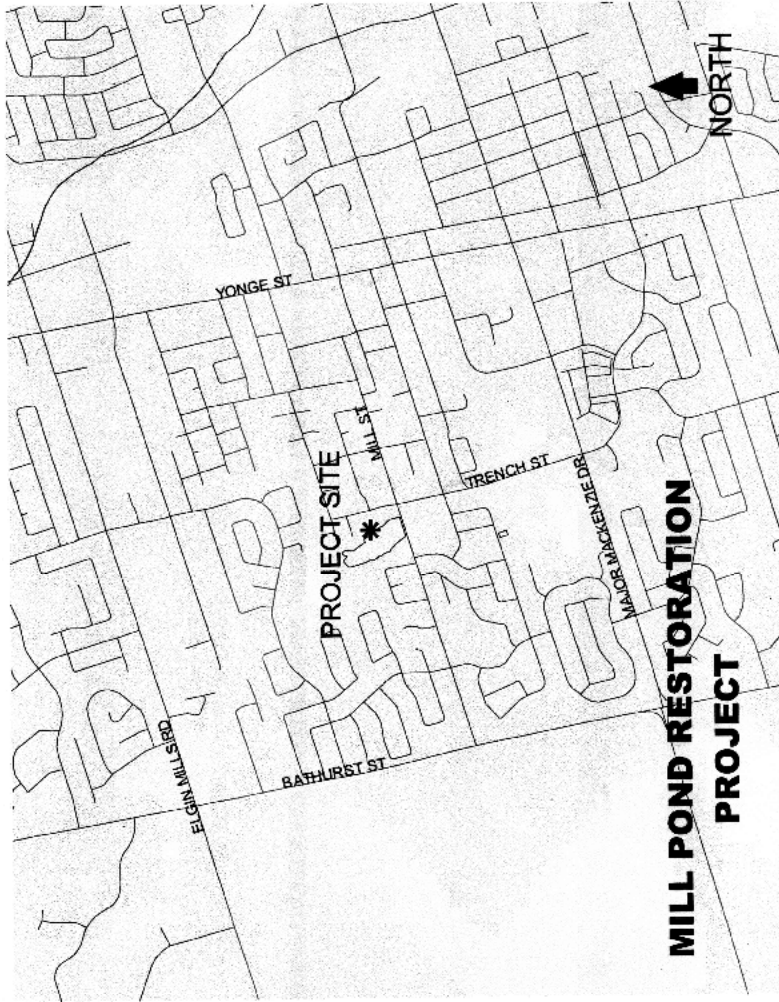 YONGE ST
MILL ST
PROJECT SITE
TRENCH ST
ELGIN MILLS RD
BATHURST ST
MAJOR MACKENZIE DR
NORTH
MILL POND RESTORATION
PROJECT